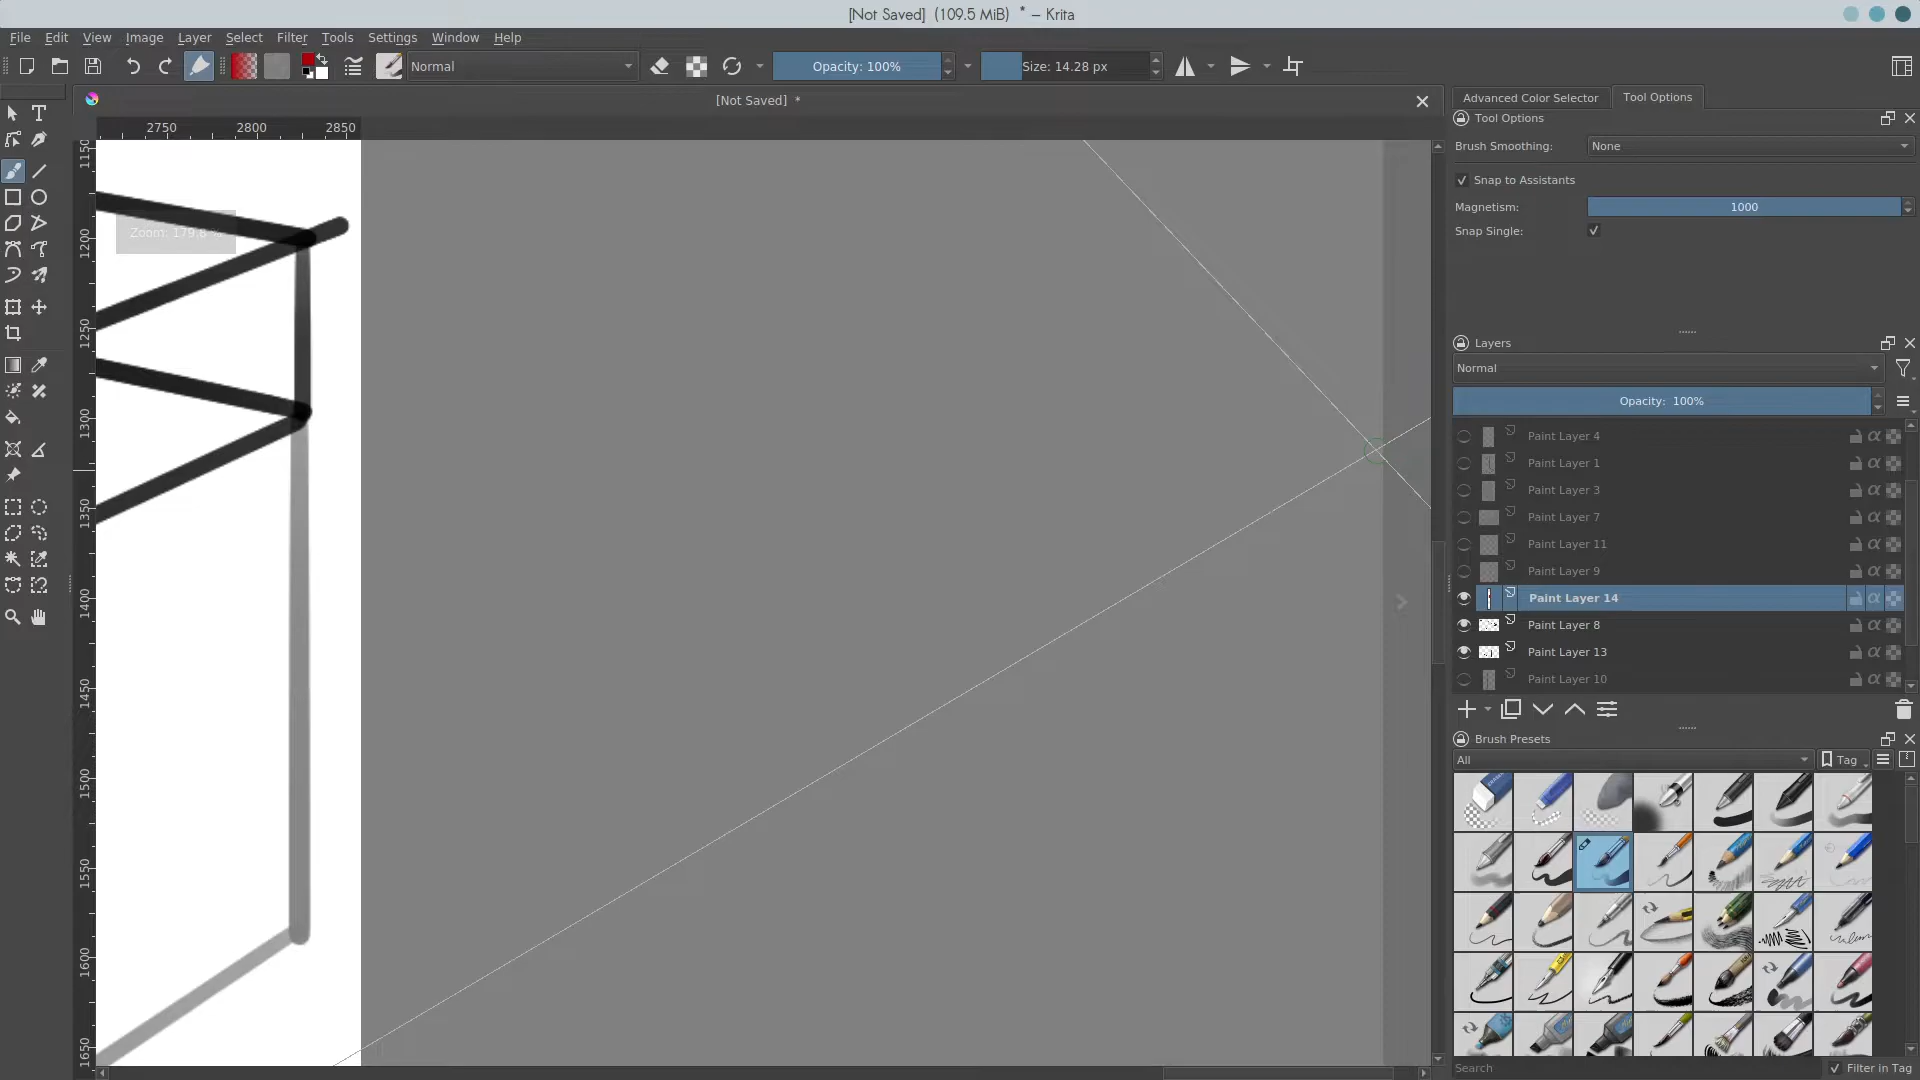 [Not Saved]  (109.5 MiB)  * – Krita
File Edit View Image Layer Select Filter Tools Settings Window Help
Normal
Opacity: 100%
Size: 14.28 px
[Not Saved]  *
2750 2800 2850
1150
1200
1250
1300
1350
1400
1450
1500
1550
1600
1650
Zoom: 179.8 %
Advanced Color Selector
Tool Options
Tool Options
Brush Smoothing: None
Snap to Assistants
Magnetism: 1000
Snap Single:
Layers
Normal
Opacity:  100%
Paint Layer 4
Paint Layer 1
Paint Layer 3
Paint Layer 7
Paint Layer 11
Paint Layer 9
Paint Layer 14
Paint Layer 8
Paint Layer 13
Paint Layer 10
Brush Presets
All
Tag
Search
Filter in Tag